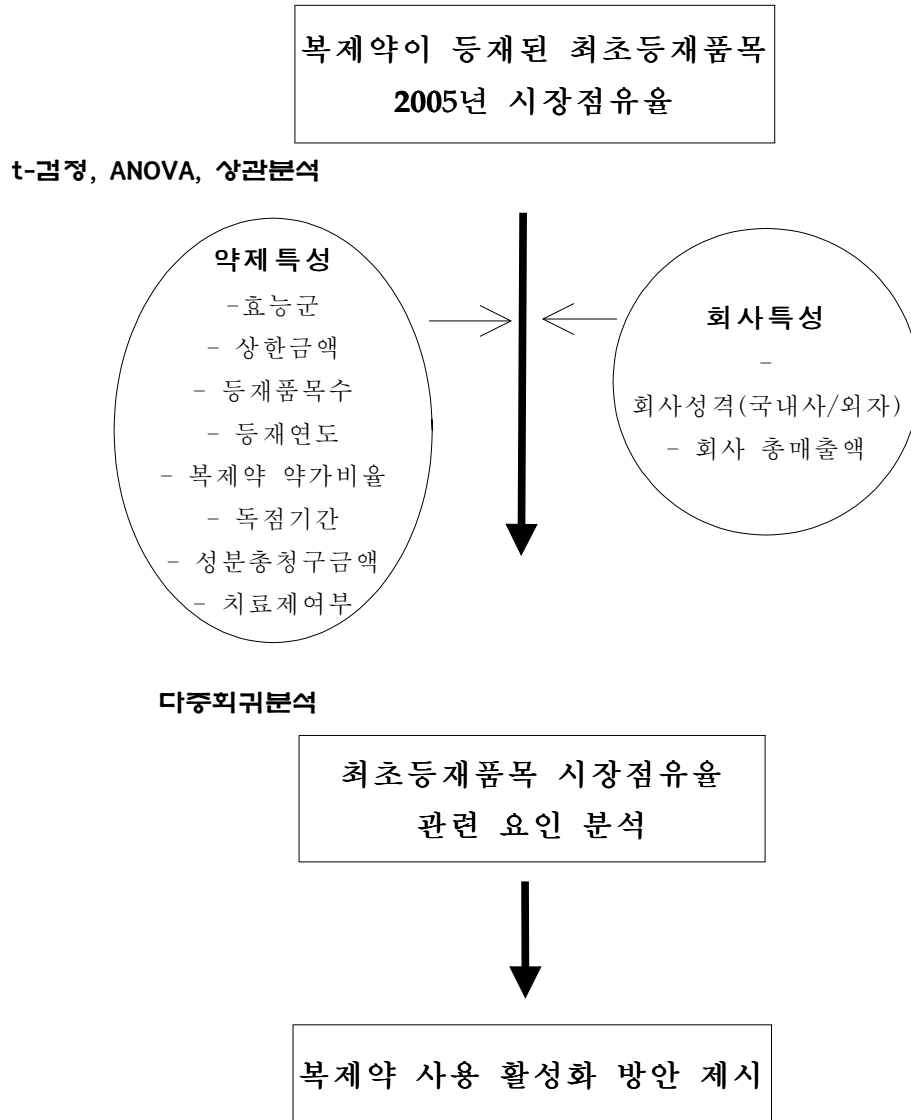 복제약이 등재된 최초등재품목
2005년 시장점유율
t-검정, ANOVA, 상관분석
약제특성
-효능군
- 상한금액
- 등재품목수
- 등재연도
- 복제약 약가비율
- 독점기간
- 성분총청구금액
- 치료제여부
회사특성
-
회사성격(국내사/외자)
- 회사 총매출액
다중회귀분석
최초등재품목 시장점유율
관련 요인 분석
복제약 사용 활성화 방안 제시